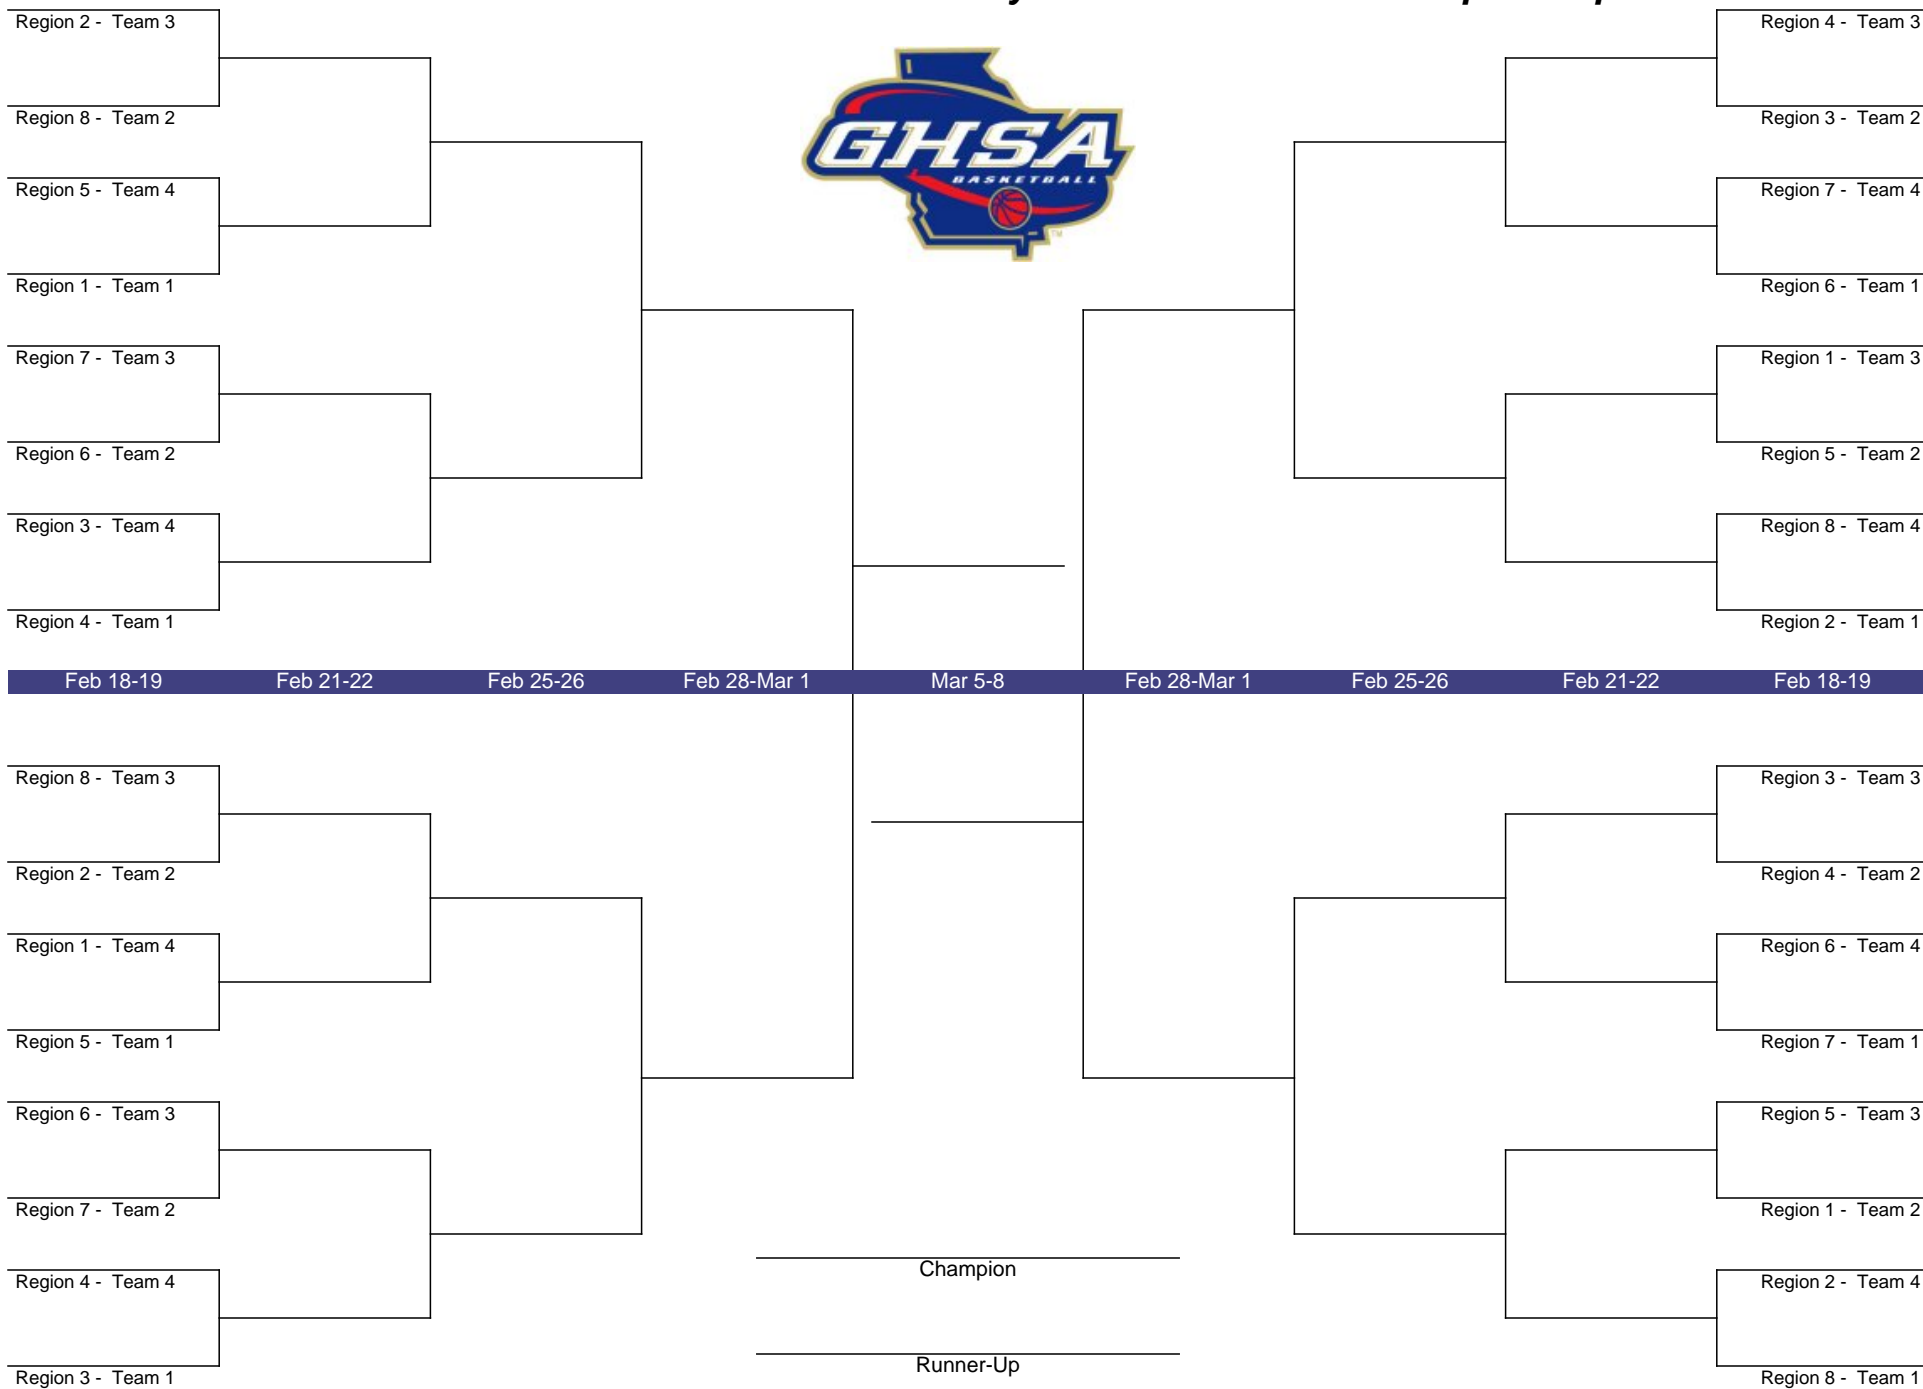 Region 2 - Team 3
Region 8 - Team 2
Region 5 - Team 4
Region 1 - Team 1
Region 7 - Team 3
Region 6 - Team 2
Region 3 - Team 4
Region 4 - Team 1
GHSA
BASKETBALL
TM
Region 4 - Team 3
Region 3 - Team 2
Region 7 - Team 4
Region 6 - Team 1
Region 1 - Team 3
Region 5 - Team 2
Region 8 - Team 4
Region 2 - Team 1
Feb 18-19 Feb 21-22 Feb 25-26 Feb 28-Mar 1 Mar 5-8 Feb 28-Mar 1 Feb 25-26 Feb 21-22 Feb 18-19
Region 8 - Team 3
Region 2 - Team 2
Region 1 - Team 4
Region 5 - Team 1
Region 6 - Team 3
Region 7 - Team 2
Region 4 - Team 4
Region 3 - Team 1
Champion
Runner-Up
Region 3 - Team 3
Region 4 - Team 2
Region 6 - Team 4
Region 7 - Team 1
Region 5 - Team 3
Region 1 - Team 2
Region 2 - Team 4
Region 8 - Team 1